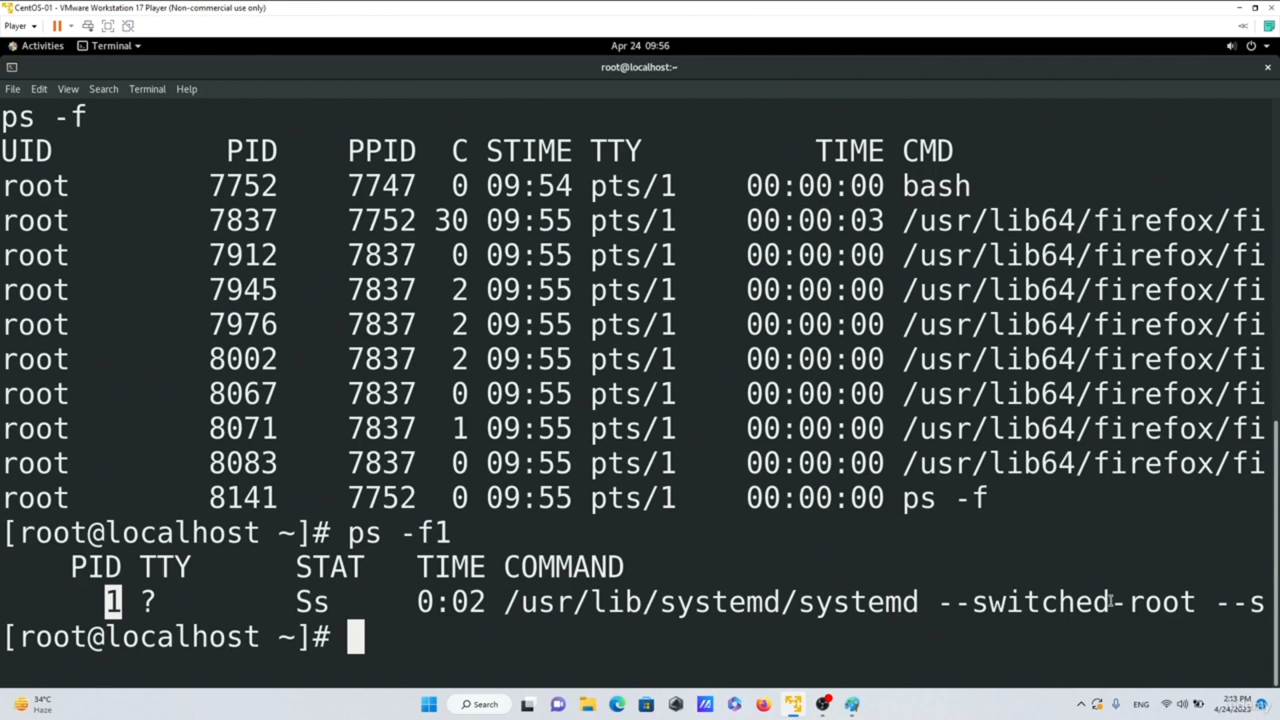 CentOS-01 - VMware Workstation 17 Player (Non-commercial use only)
Player
Activities Terminal Apr 24 09:56
root@localhost:~
File Edit View Search Terminal Help
ps -f
UID PID PPID C STIME TTY TIME CMD
root 7752 7747 0 09:54 pts/1 00:00:00 bash
root 7837 7752 30 09:55 pts/1 00:00:03 /usr/lib64/firefox/fi
root 7912 7837 0 09:55 pts/1 00:00:00 /usr/lib64/firefox/fi
root 7945 7837 2 09:55 pts/1 00:00:00 /usr/lib64/firefox/fi
root 7976 7837 2 09:55 pts/1 00:00:00 /usr/lib64/firefox/fi
root 8002 7837 2 09:55 pts/1 00:00:00 /usr/lib64/firefox/fi
root 8067 7837 0 09:55 pts/1 00:00:00 /usr/lib64/firefox/fi
root 8071 7837 1 09:55 pts/1 00:00:00 /usr/lib64/firefox/fi
root 8083 7837 0 09:55 pts/1 00:00:00 /usr/lib64/firefox/fi
root 8141 7752 0 09:55 pts/1 00:00:00 ps -f
[root@localhost ~]# ps -f1
PID TTY STAT TIME COMMAND
1 ? Ss 0:02 /usr/lib/systemd/systemd --switched-root --s
[root@localhost ~]#
34°C
Haze
Search
ENG
2:13 PM
4/24/2023